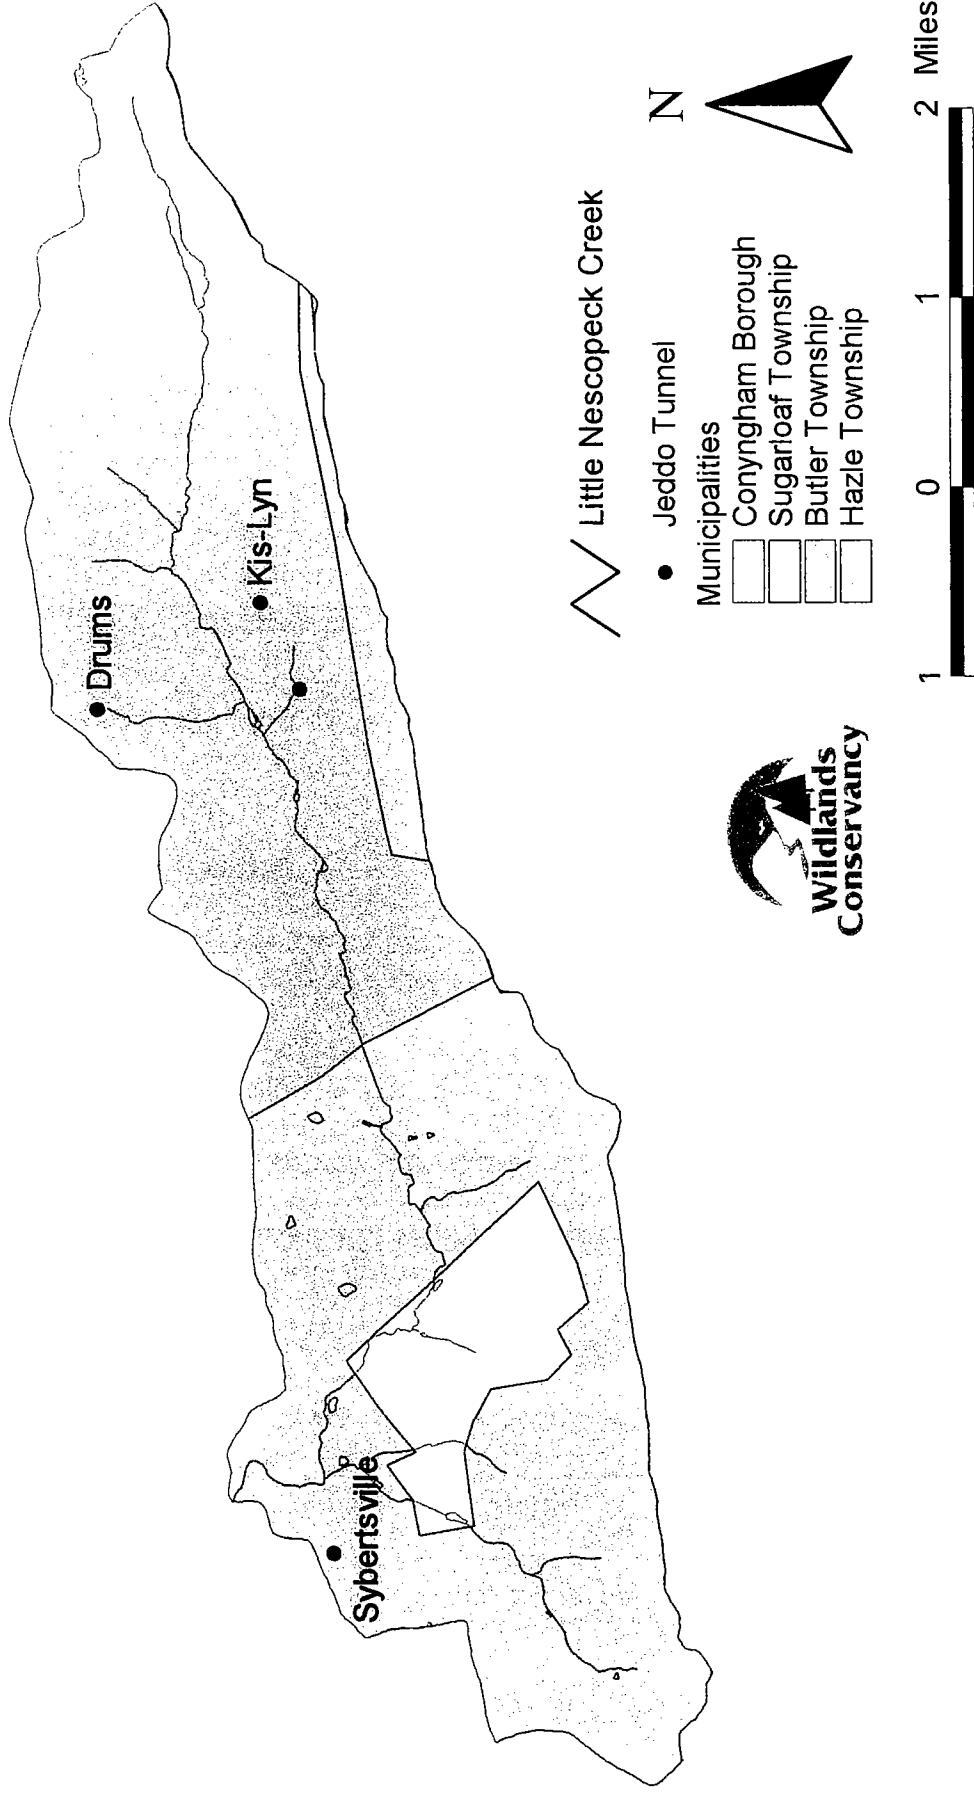 Drums
Kis-Lyn
Sybertsville
Little Nescopeck Creek
Jeddo Tunnel
Municipalities
Conyngham Borough
Sugarloaf Township
Butler Township
Hazle Township
N
1 0 1 2 Miles
Wildlands
Conservancy